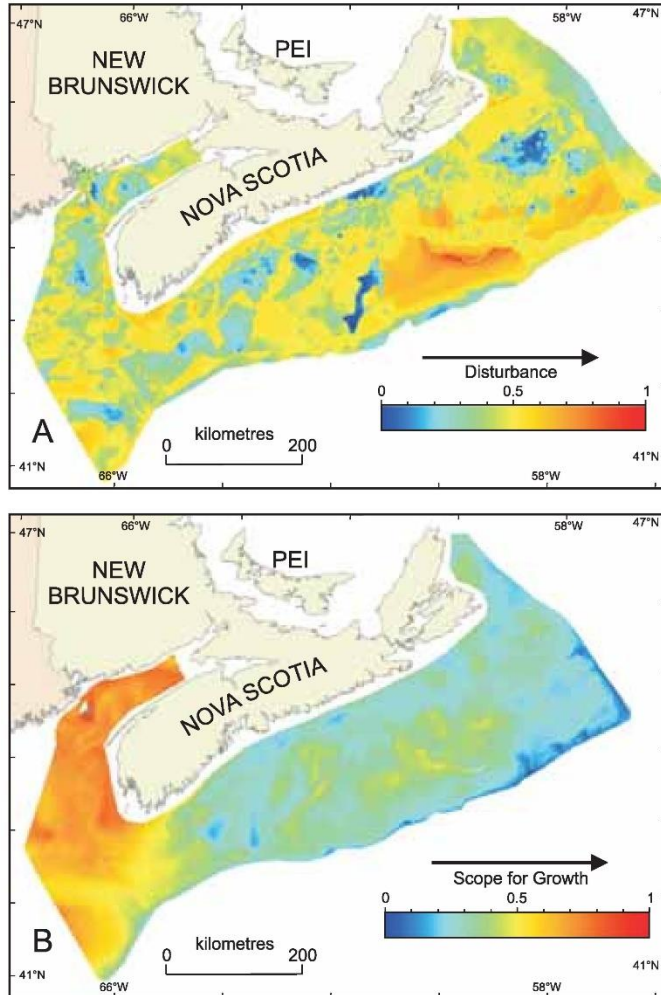 47°N
66°W
58°W
47°N
NEW
BRUNSWICK
PEI
NOVA SCOTIA
Disturbance
0 0.5 1
A
kilometres
0 200
41°N
66°W
58°W
41°N
66°W
58°W
47°N
47°N
NEW
BRUNSWICK
PEI
NOVA SCOTIA
Scope for Growth
0 0.5 1
B
kilometres
0 200
41°N
66°W
58°W
41°N